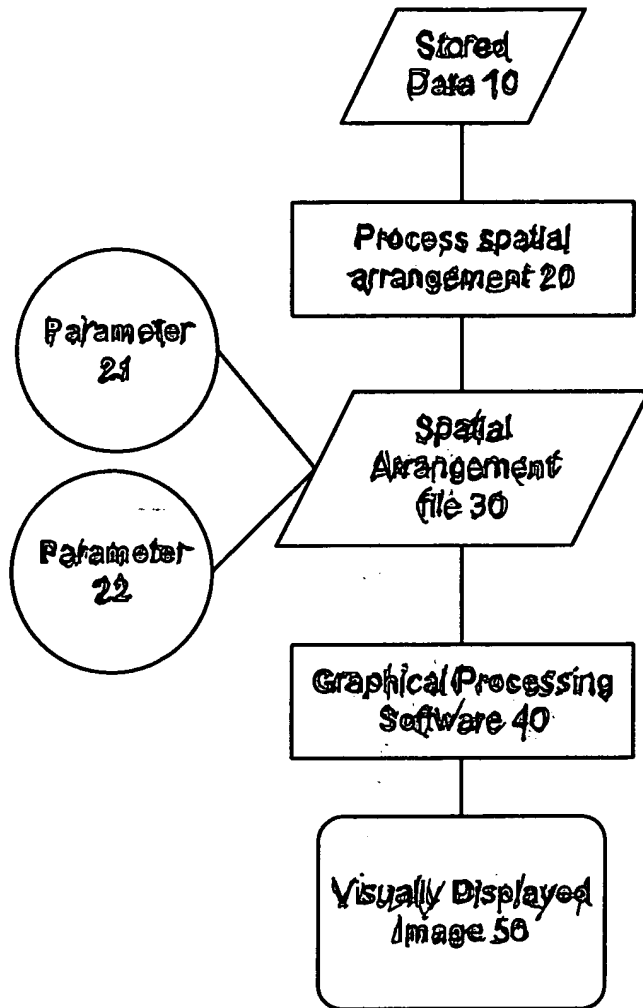 Stored
Data 10
Process spatial
arrangement 20
Parameter
21
Spatial
Arrangement
file 30
Parameter
22
Graphical Processing
Software 40
Visually Displayed
Image 50